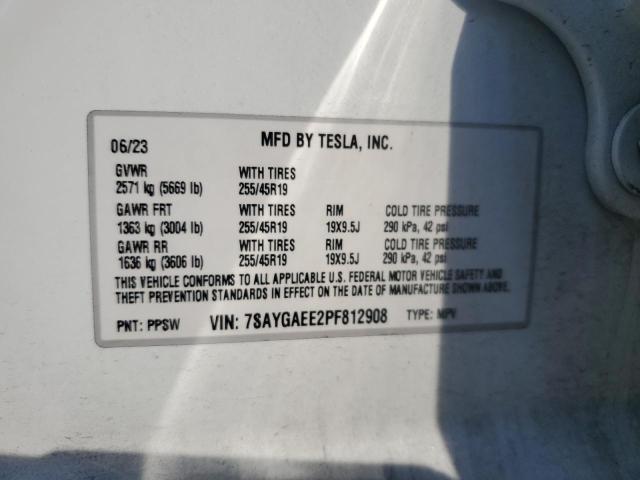 06/23 MFD BY TESLA, INC.
GVWR WITH TIRES
2571 kg (5669 lb) 255/45R19
GAWR FRT WITH TIRES RIM COLD TIRE PRESSURE
1363 kg (3004 lb) 255/45R19 19X9.5J 290 kPa, 42 psi
GAWR RR WITH TIRES RIM COLD TIRE PRESSURE
1636 kg (3606 lb) 255/45R19 19X9.5J 290 kPa, 42 psi
THIS VEHICLE CONFORMS TO ALL APPLICABLE U.S. FEDERAL MOTOR VEHICLE SAFETY AND
THEFT PREVENTION STANDARDS IN EFFECT ON THE DATE OF MANUFACTURE SHOWN ABOVE.
PNT: PPSW VIN: 7SAYGAEE2PF812908 TYPE: MPV